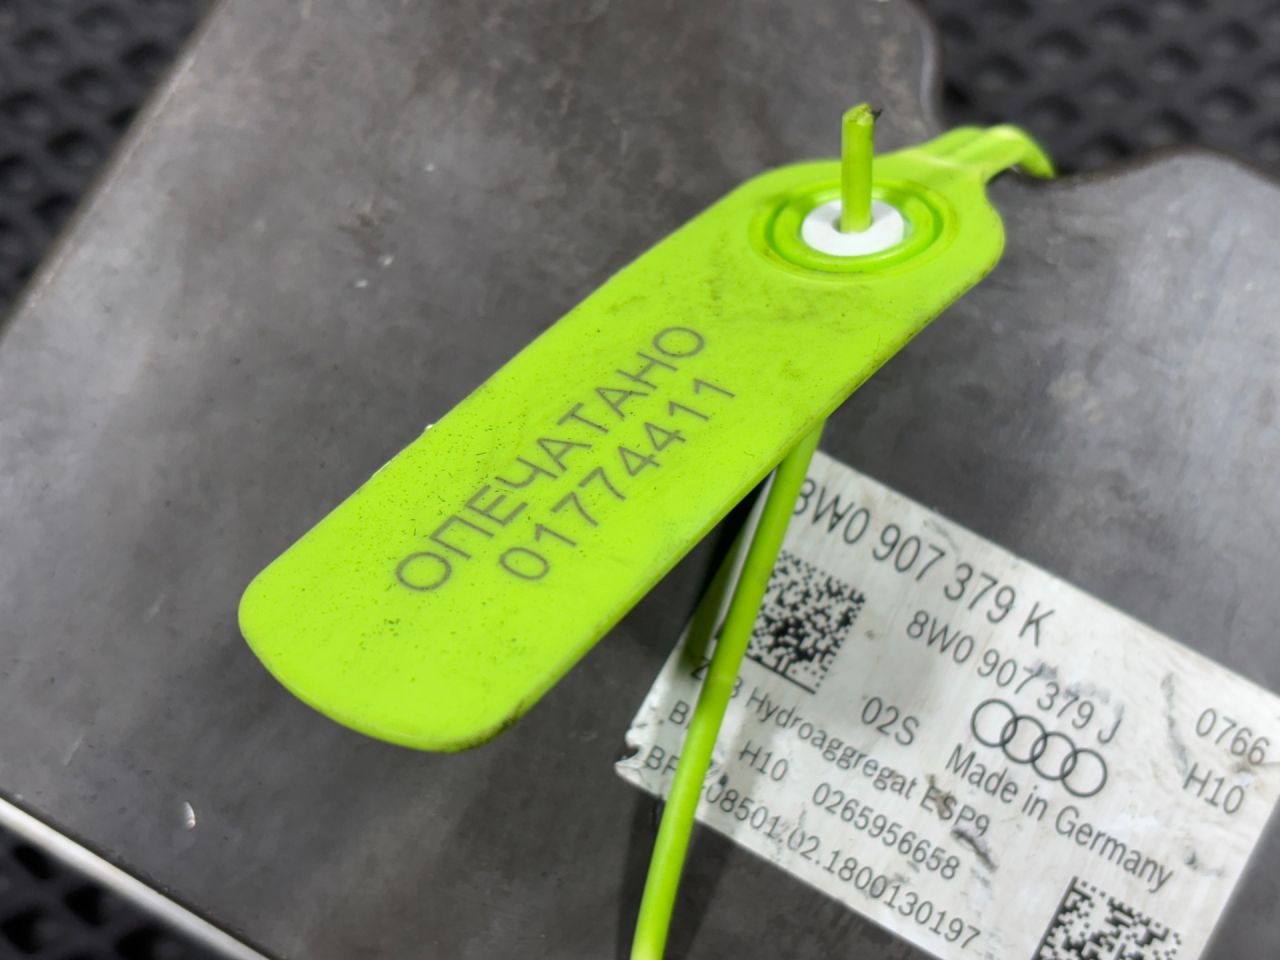 ОПЕЧАТАНО
01774411
8W0 907 379 K
8W0 907 379 J
0766
02S
H10
Hydroaggregat ESP9
Made in Germany
H10
0265956658
08501.02.1800130197